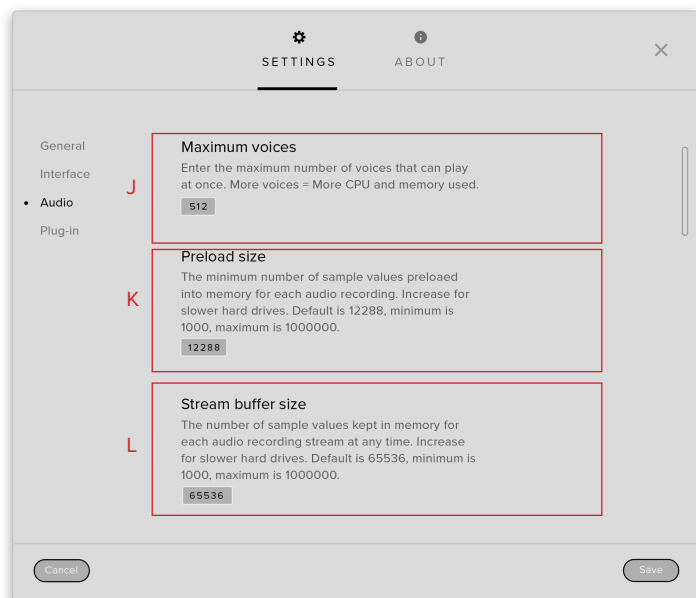 SETTINGS
ABOUT
General
Interface
Audio
Plug-in
J
Maximum voices
Enter the maximum number of voices that can play
at once. More voices = More CPU and memory used.
512
K
Preload size
The minimum number of sample values preloaed
into memory for each audio recording. Increase for
slower hard drives. Default is 12288, minimum is
1000, maximum is 1000000.
12288
L
Stream buffer size
The number of sample values kept in memory for
each audio recording stream at any time. Increase
for slower hard drives. Default is 65536, minimum is
1000, maximum is 1000000.
65536
Cancel
Save